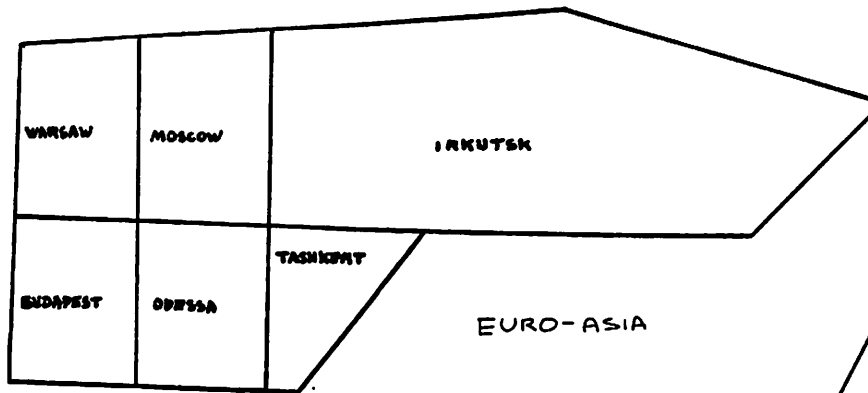 WARSAW
MOSCOW
IRKUTSK
TASHKENT
BUDAPEST
ODESSA
EURO-ASIA